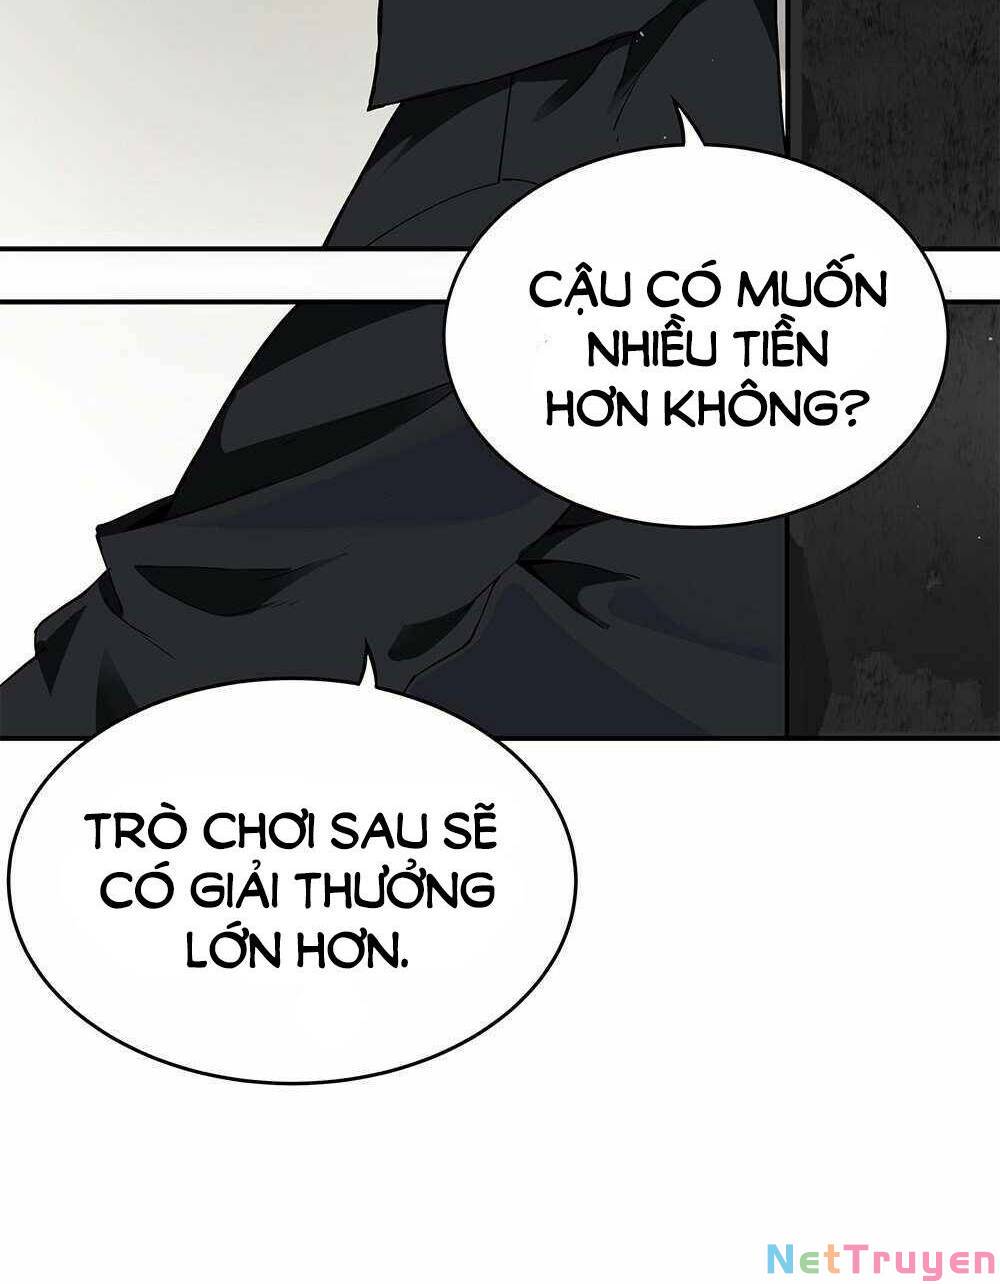 CẬU CÓ MUỐN
NHIỀU TIỀN
HƠN KHÔNG?
TRÒ CHƠI SAU SẼ
CÓ GIẢI THƯỞNG
LỚN HƠN.
NetTruyen